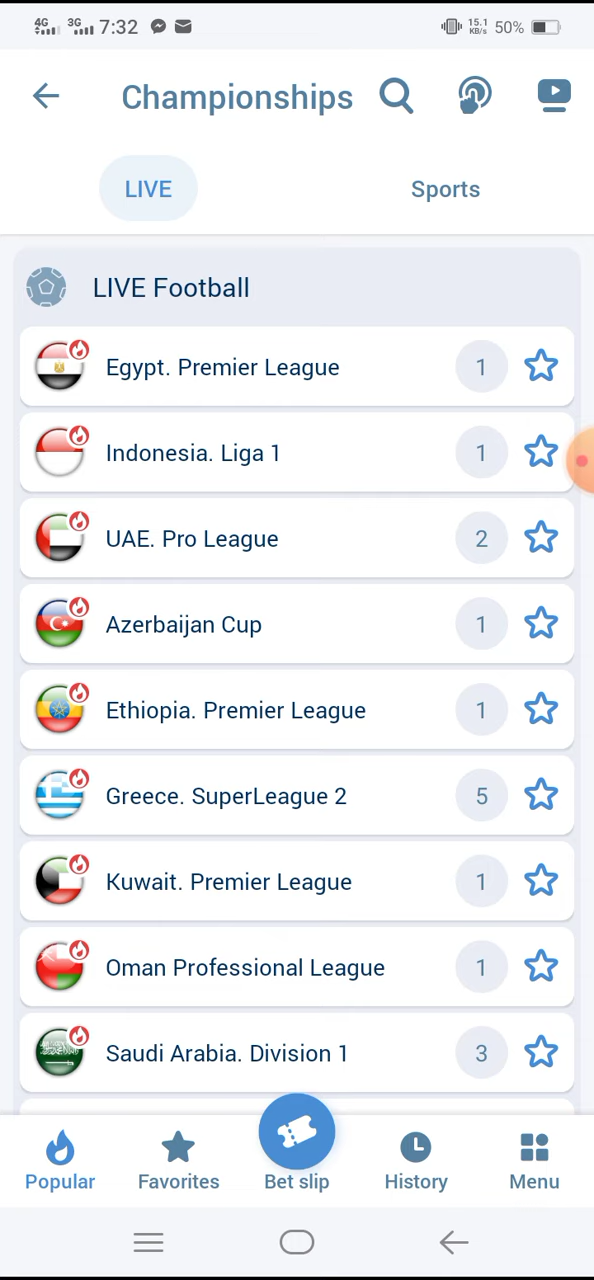 4G 3G 7:32 15.1 KB/s 50%
Championships
LIVE Sports
LIVE Football
Egypt. Premier League 1
Indonesia. Liga 1 1
UAE. Pro League 2
Azerbaijan Cup 1
Ethiopia. Premier League 1
Greece. SuperLeague 2 5
Kuwait. Premier League 1
Oman Professional League 1
Saudi Arabia. Division 1 3
Popular Favorites Bet slip History Menu